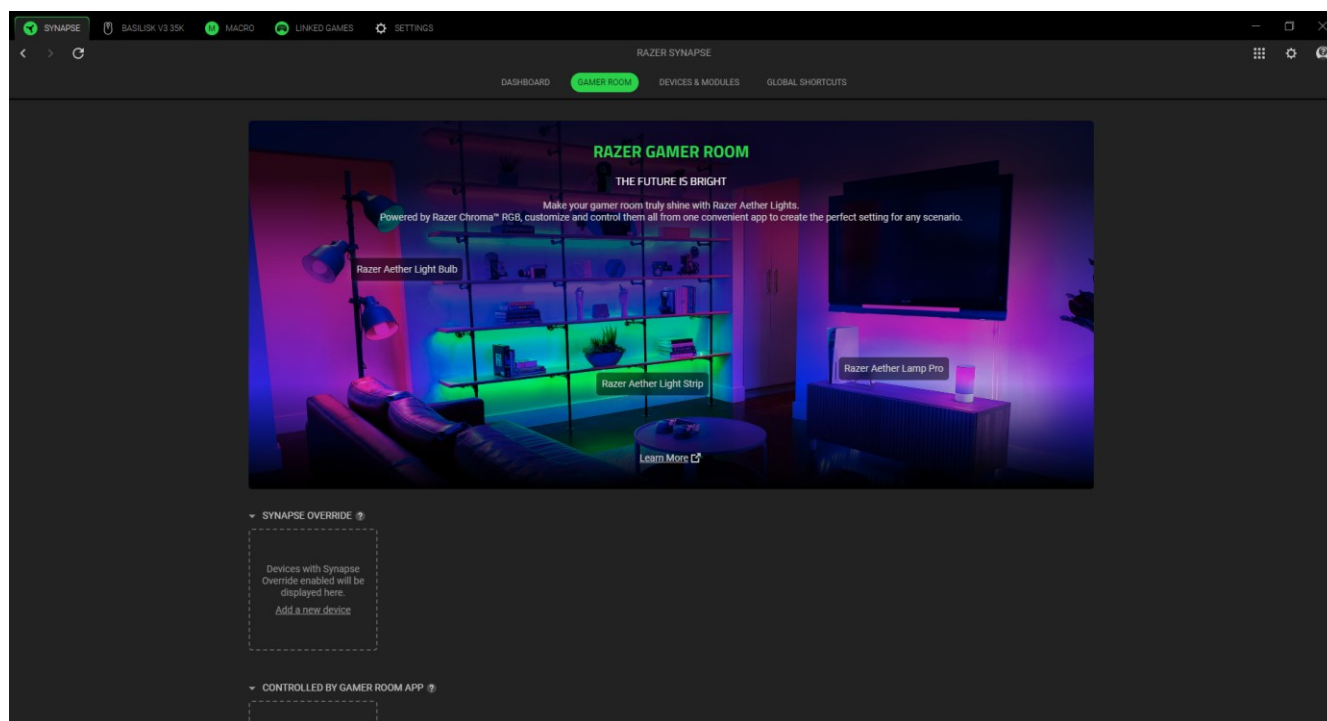 SYNAPSE
BASILISK V3 35K
MACRO
LINKED GAMES
SETTINGS
RAZER SYNAPSE
DASHBOARD
GAMER ROOM
DEVICES & MODULES
GLOBAL SHORTCUTS
RAZER GAMER ROOM
THE FUTURE IS BRIGHT
Make your gamer room truly shine with Razer Aether Lights.
Powered by Razer Chroma™ RGB, customize and control them all from one convenient app to create the perfect setting for any scenario.
Razer Aether Light Bulb
Razer Aether Lamp Pro
Razer Aether Light Strip
Learn More
SYNAPSE OVERRIDE ?
Devices with Synapse
Override enabled will be
displayed here.
Add a new device
CONTROLLED BY GAMER ROOM APP ?